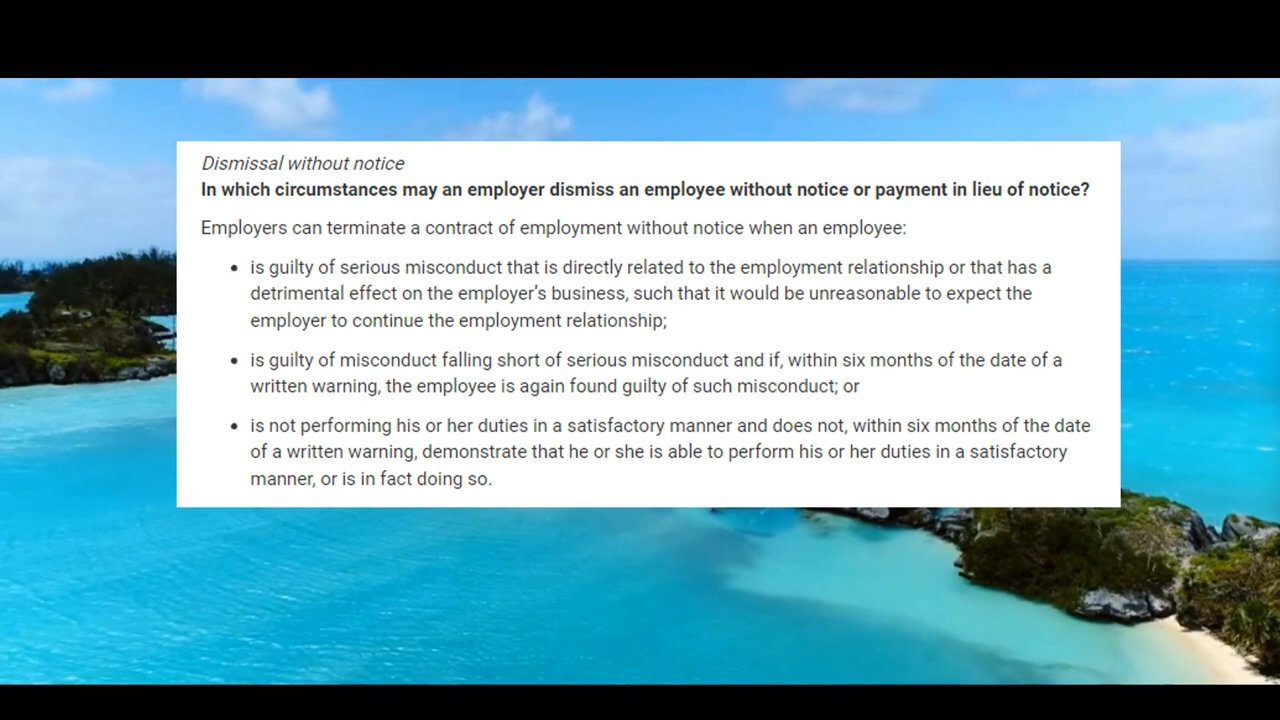 Dismissal without notice
In which circumstances may an employer dismiss an employee without notice or payment in lieu of notice?
Employers can terminate a contract of employment without notice when an employee:
• is guilty of serious misconduct that is directly related to the employment relationship or that has a
detrimental effect on the employer’s business, such that it would be unreasonable to expect the
employer to continue the employment relationship;
• is guilty of misconduct falling short of serious misconduct and if, within six months of the date of a
written warning, the employee is again found guilty of such misconduct; or
• is not performing his or her duties in a satisfactory manner and does not, within six months of the date
of a written warning, demonstrate that he or she is able to perform his or her duties in a satisfactory
manner, or is in fact doing so.